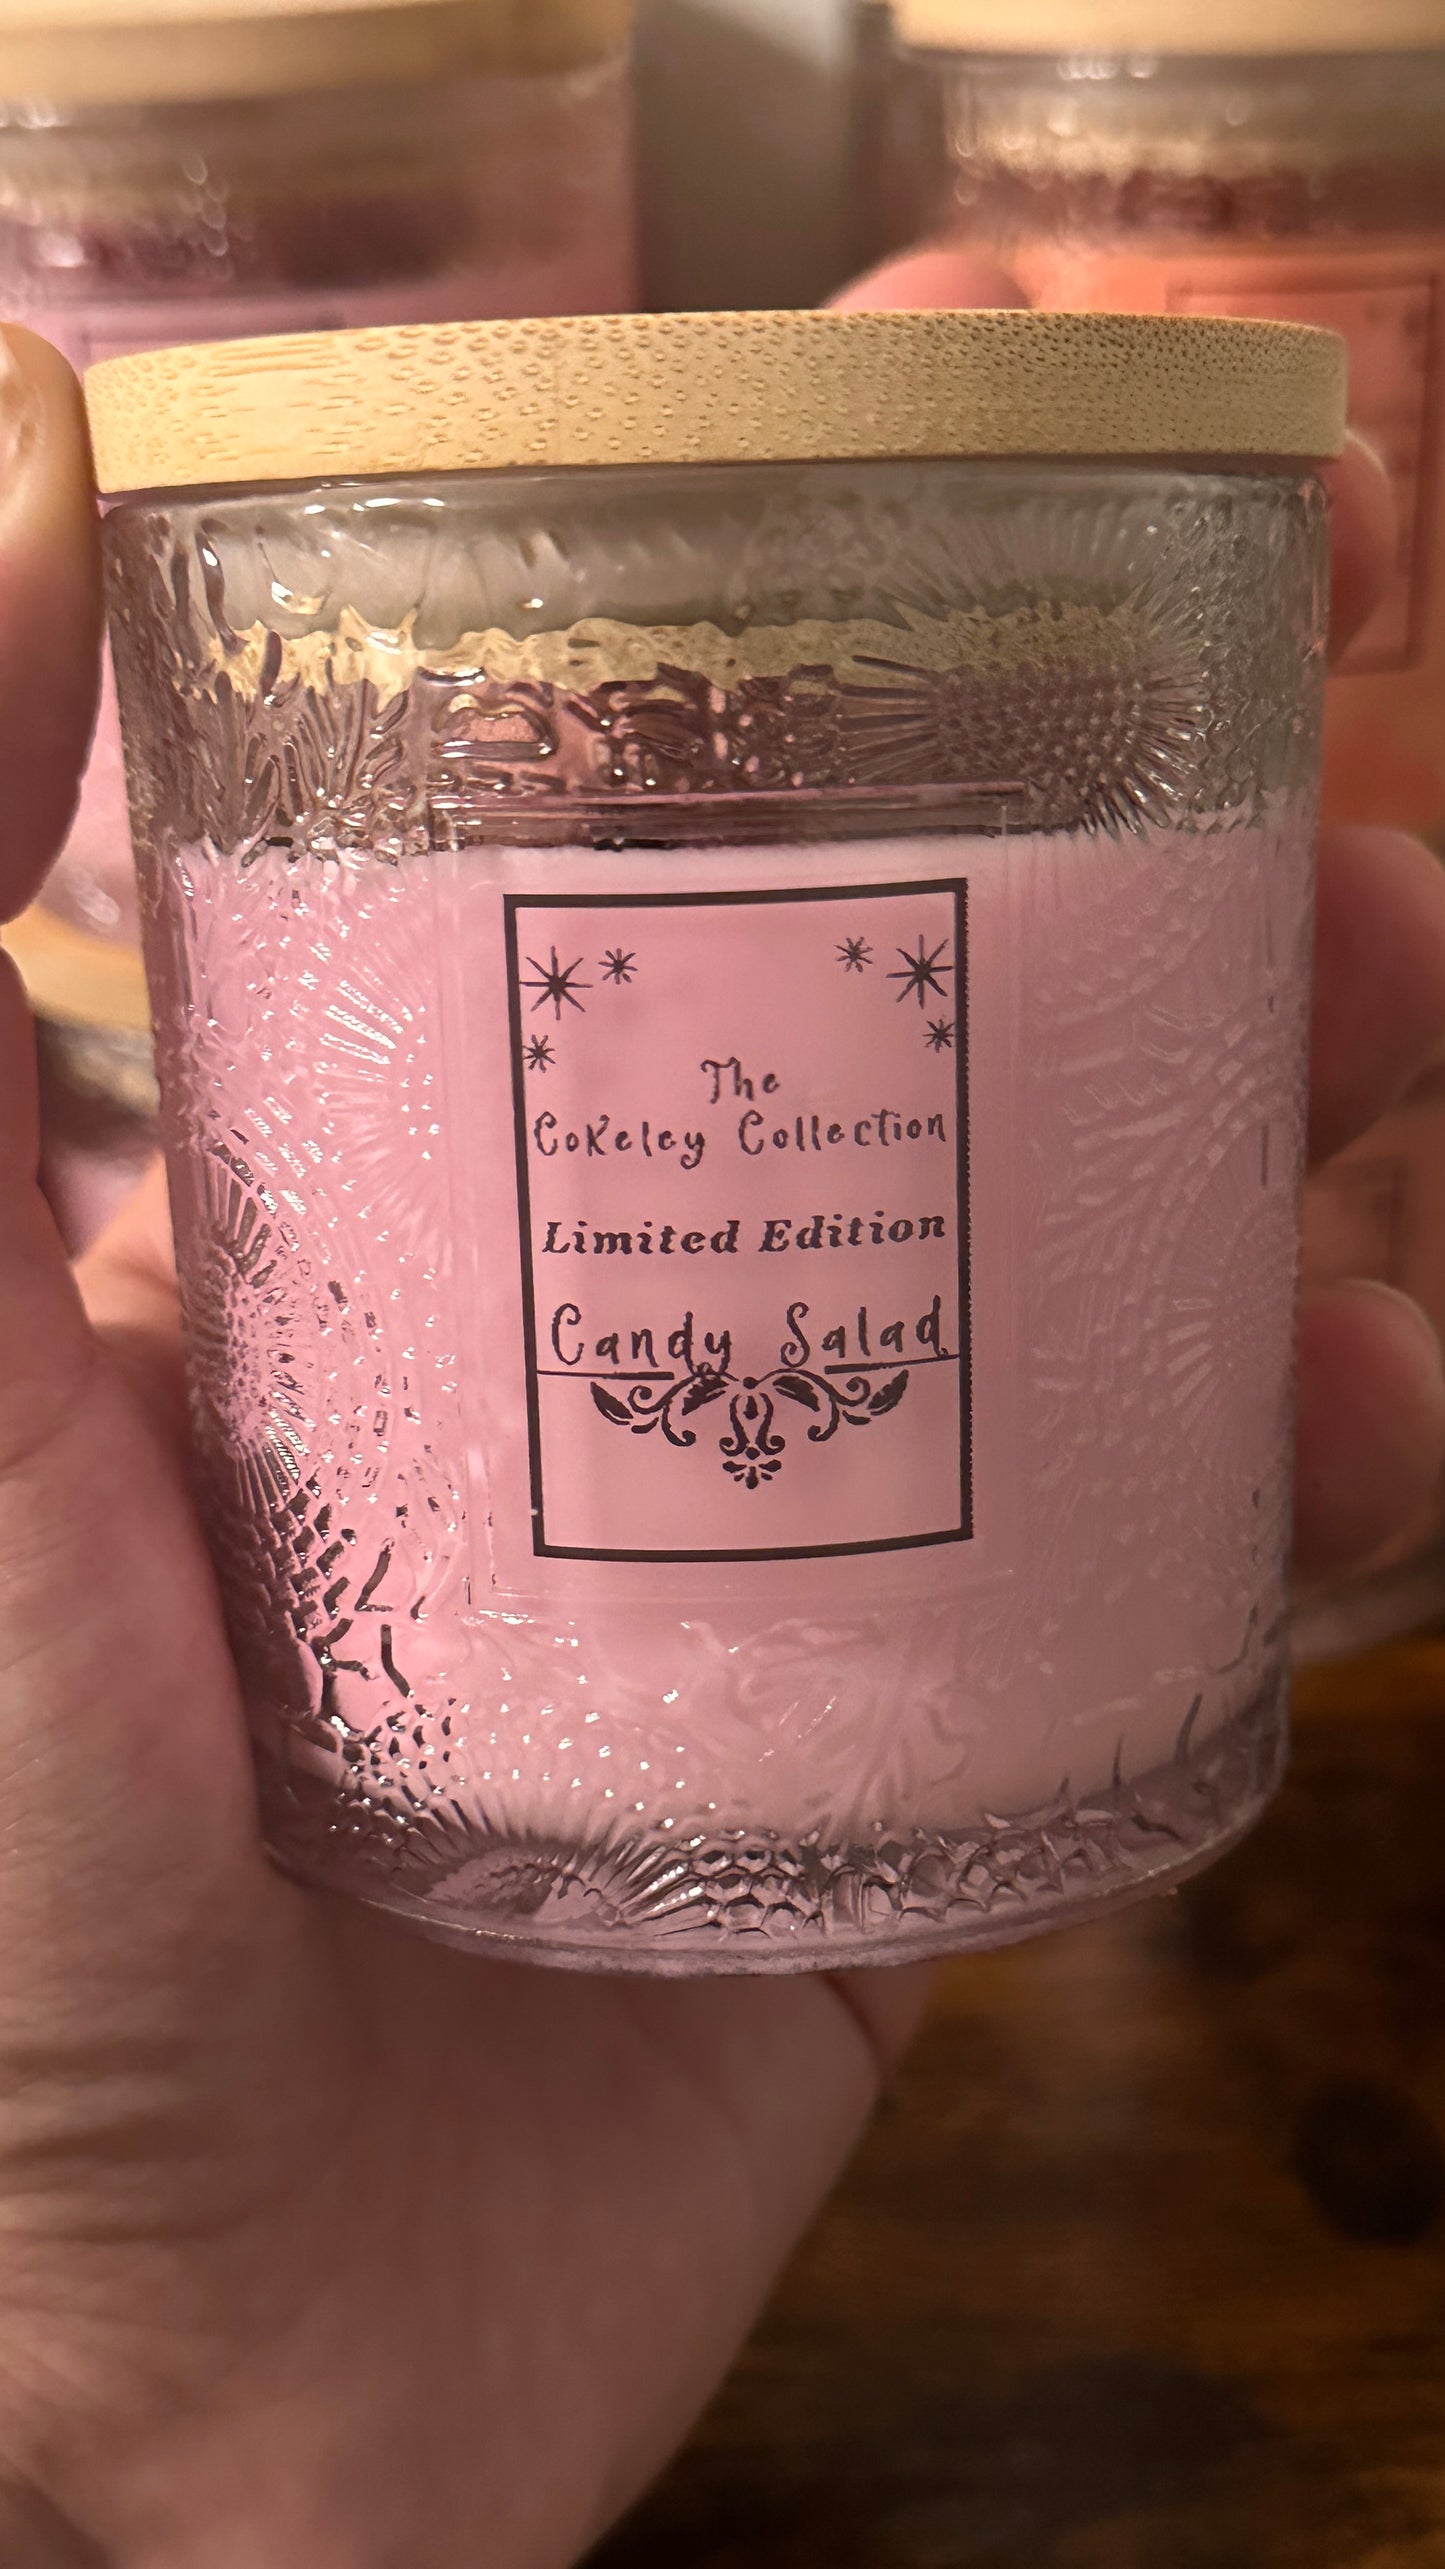 The
Cokeley Collection
Limited Edition
Candy Salad